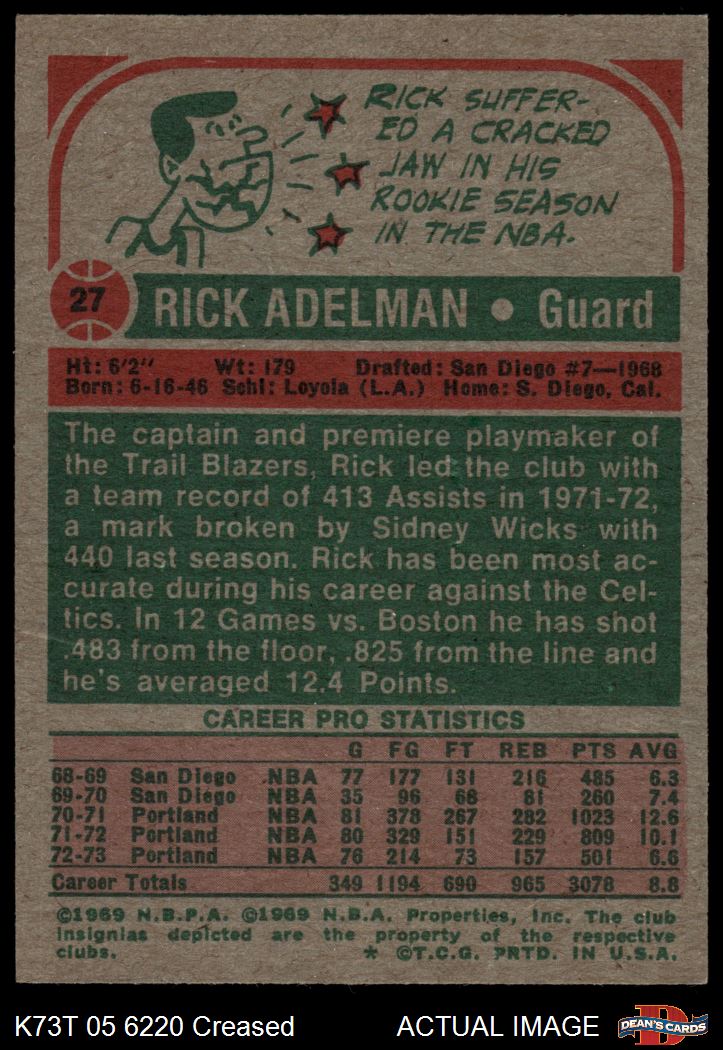 RICK SUFFER-
ED A CRACKED
JAW IN HIS
ROOKIE SEASON
IN THE NBA.
27 RICK ADELMAN • Guard
Ht: 6'2" Wt: 179 Drafted: San Diego #7—1968
Born: 6-16-46 Schl: Loyola (L.A.) Home: S. Diego, Cal.
The captain and premiere playmaker of
the Trail Blazers, Rick led the club with
a team record of 413 Assists in 1971-72,
a mark broken by Sidney Wicks with
440 last season. Rick has been most ac-
curate during his career against the Cel-
tics. In 12 Games vs. Boston he has shot
.483 from the floor, .825 from the line and
he's averaged 12.4 Points.
CAREER PRO STATISTICS
G FG FT REB PTS AVG
68-69 San Diego NBA 77 177 131 216 485 6.3
69-70 San Diego NBA 35 96 68 81 260 7.4
70-71 Portland NBA 81 378 267 282 1023 12.6
71-72 Portland NBA 80 329 151 229 809 10.1
72-73 Portland NBA 76 214 73 157 501 6.6
Career Totals 349 1194 690 965 3078 8.8
©1969 N.B.P.A. ©1969 N.B.A. Properties, Inc. The club
insignias depicted are the property of the respective
clubs. * ©T.C.G. PRTD. IN U.S.A.
K73T 05 6220 Creased ACTUAL IMAGE DEAN'S CARDS